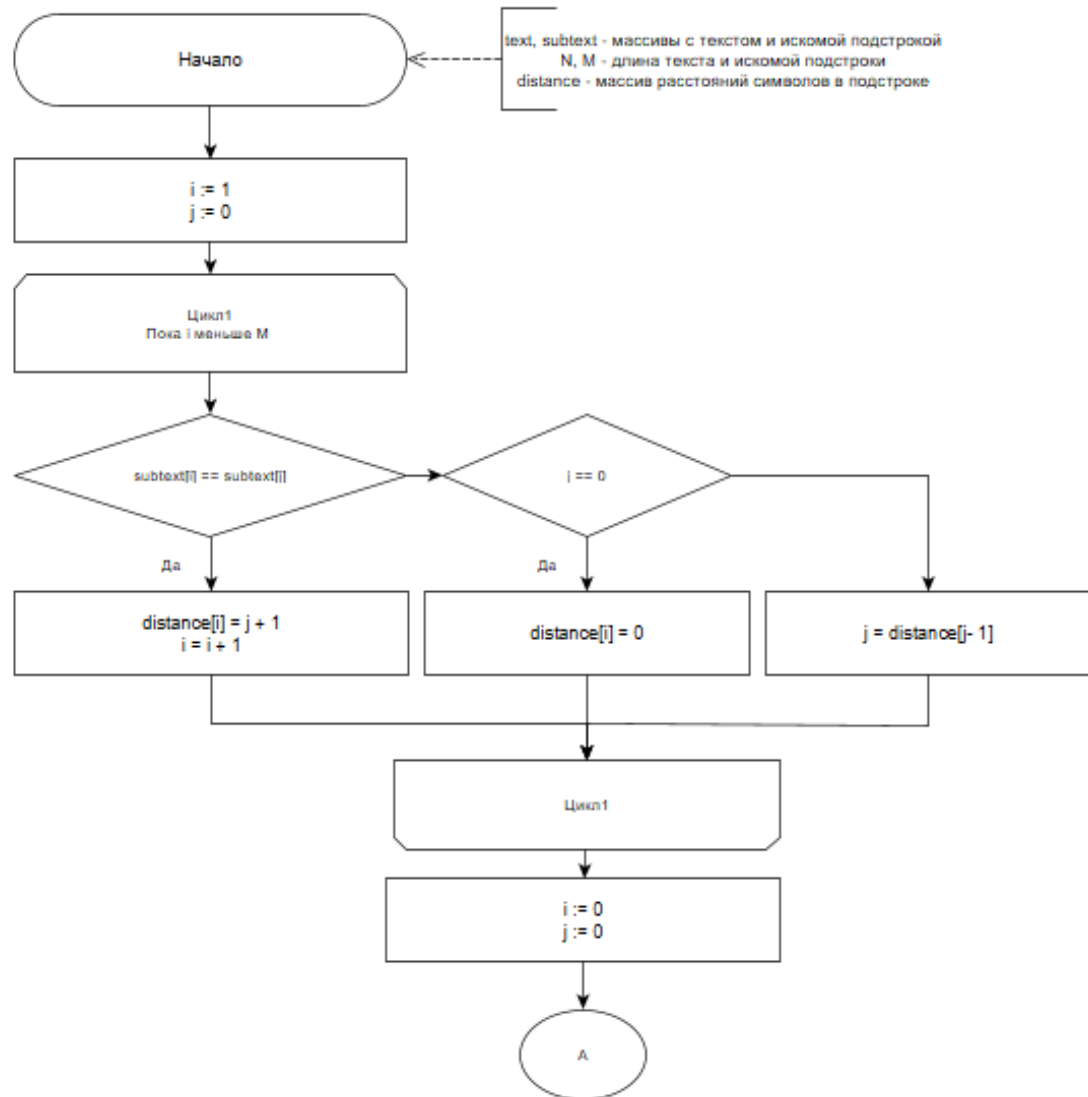 Начало
text, subtext - массивы с текстом и искомой подстрокой
N, M - длина текста и искомой подстроки
distance - массив расстояний символов в подстроке
i := 1
j := 0
Цикл1
Пока i меньше M
subtext[i] == subtext[j]
j == 0
Да
Да
distance[i] = j + 1
i = i + 1
distance[i] = 0
j = distance[j- 1]
Цикл1
i := 0
j := 0
A